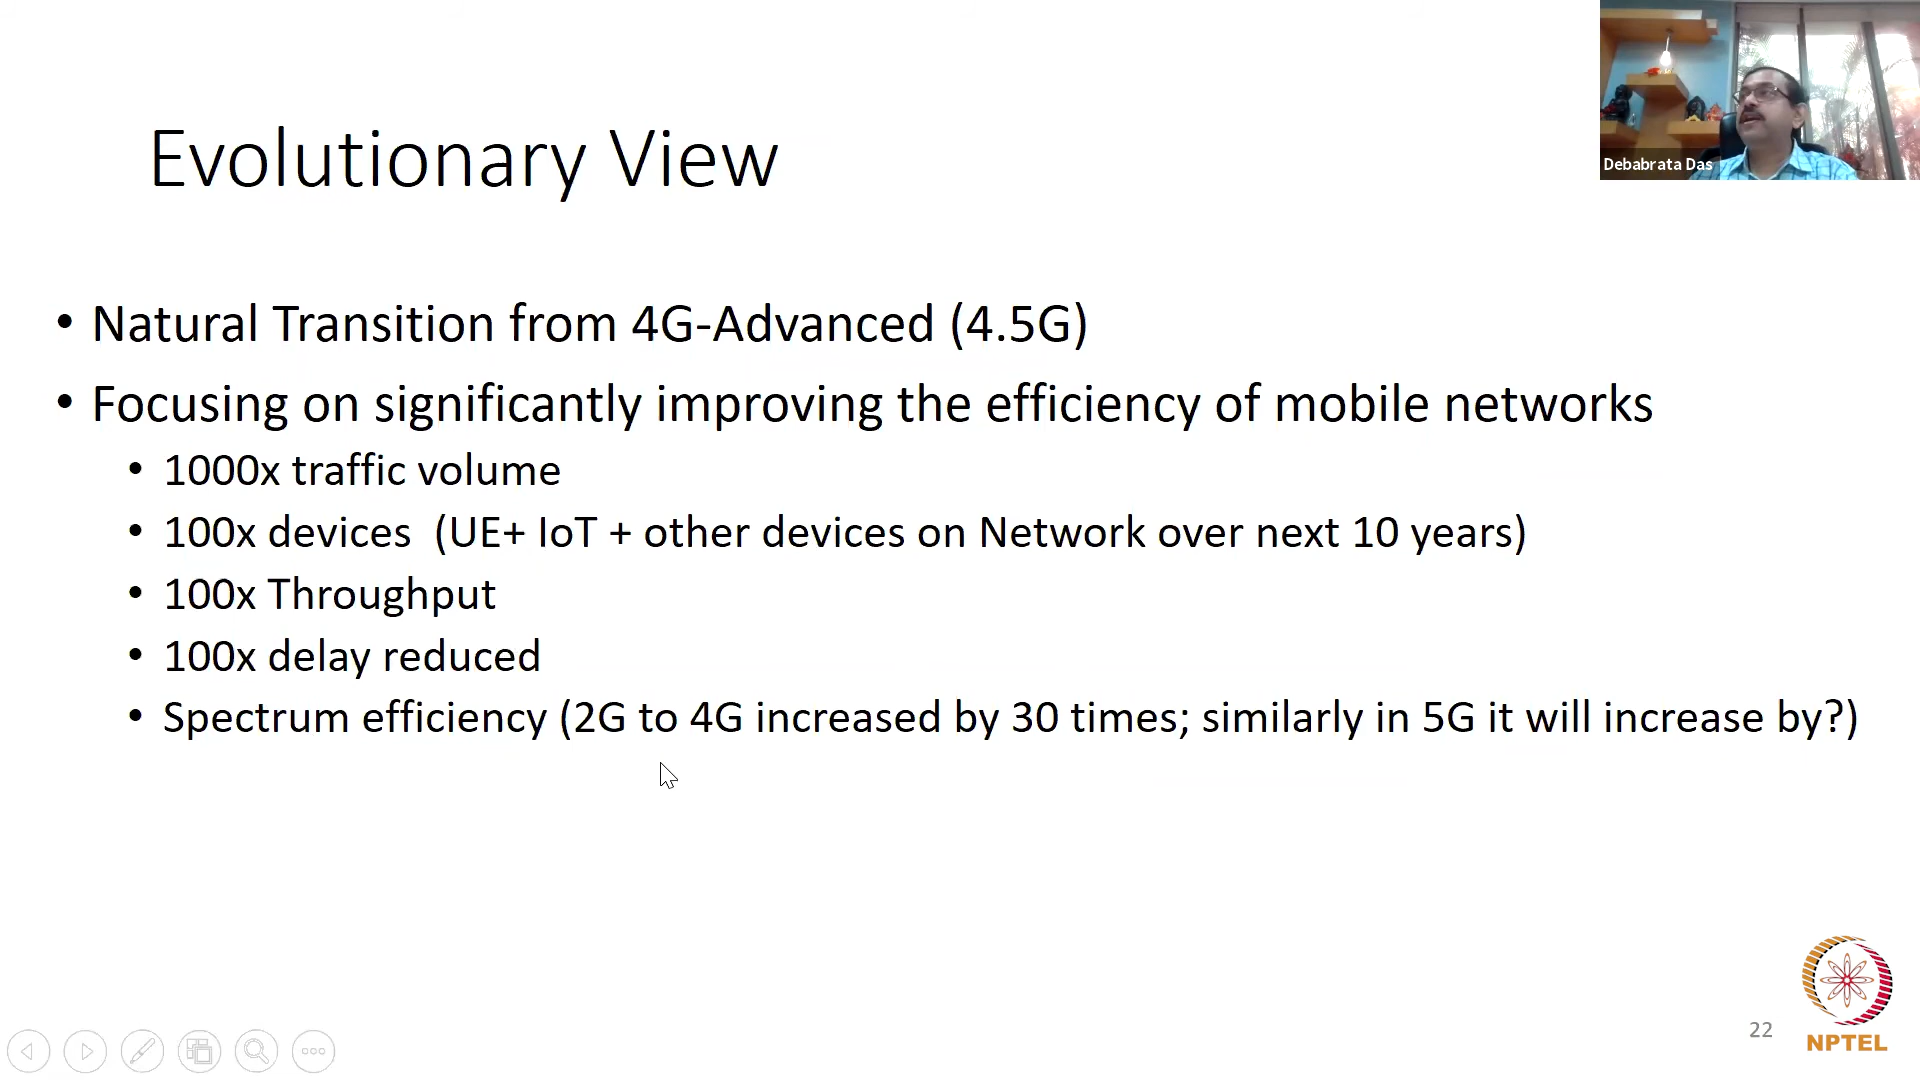 Debabrata Das
Evolutionary View
• Natural Transition from 4G-Advanced (4.5G)
• Focusing on significantly improving the efficiency of mobile networks
• 1000x traffic volume
• 100x devices  (UE+ IoT + other devices on Network over next 10 years)
• 100x Throughput
• 100x delay reduced
• Spectrum efficiency (2G to 4G increased by 30 times; similarly in 5G it will increase by?)
22
NPTEL